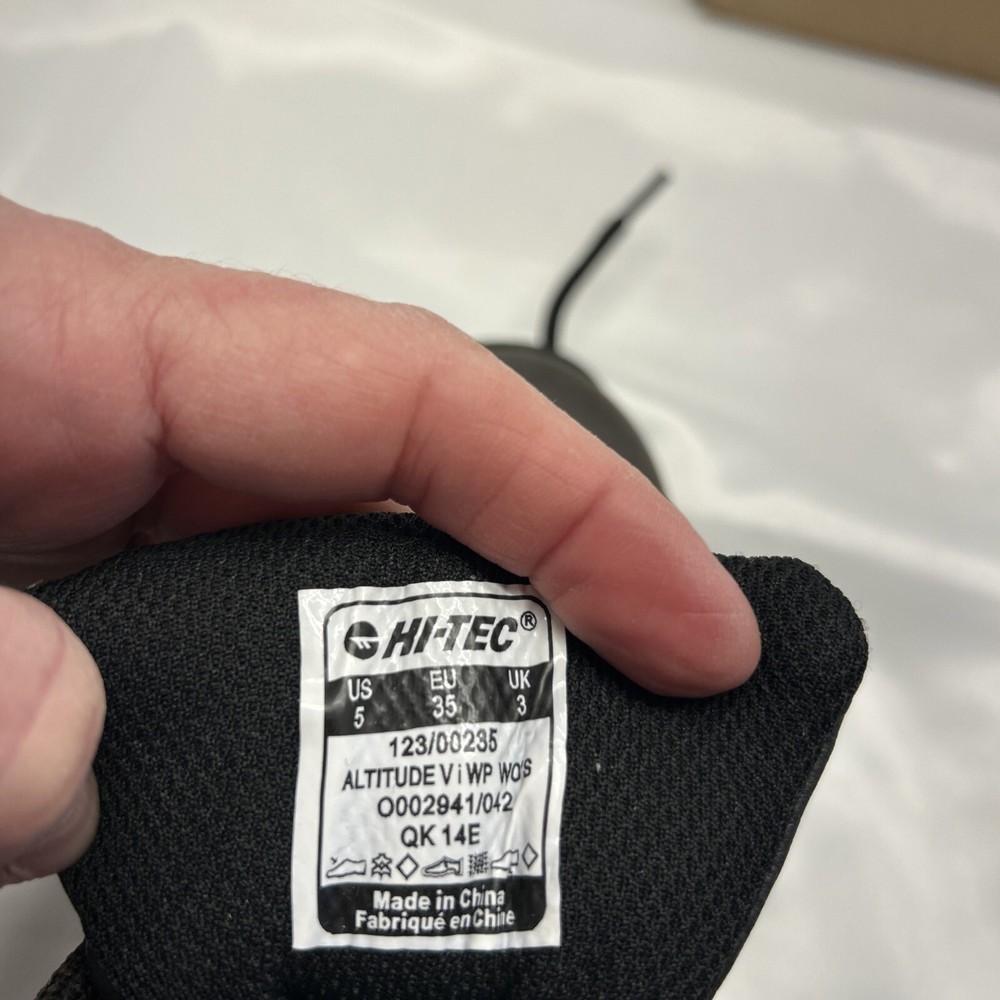 HI-TEC®
US EU UK
5 35 3
123/00235
ALTITUDE V i WP WO'S
O002941/042
QK 14E
Made in China
Fabriqué en Chine